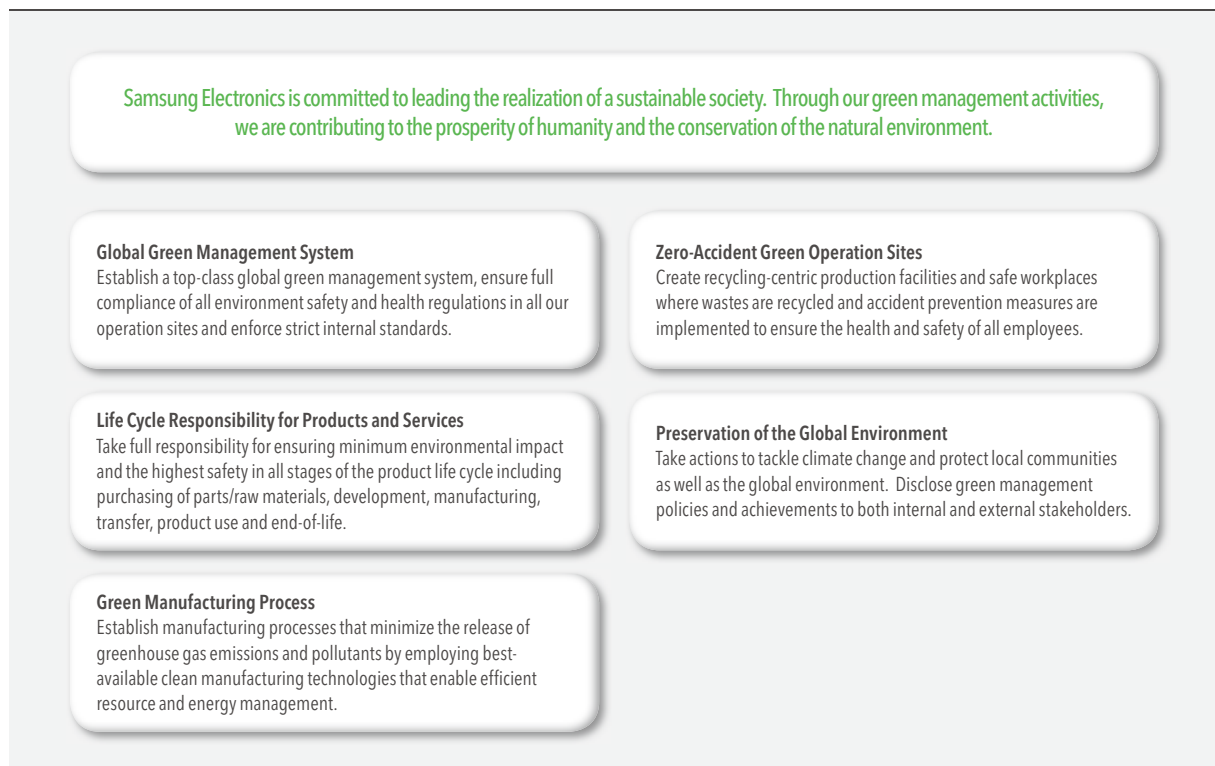 Samsung Electronics is committed to leading the realization of a sustainable society. Through our green management activities,
we are contributing to the prosperity of humanity and the conservation of the natural environment.
Global Green Management System
Establish a top-class global green management system, ensure full
compliance of all environment safety and health regulations in all our
operation sites and enforce strict internal standards.
Life Cycle Responsibility for Products and Services
Take full responsibility for ensuring minimum environmental impact
and the highest safety in all stages of the product life cycle including
purchasing of parts/raw materials, development, manufacturing,
transfer, product use and end-of-life.
Green Manufacturing Process
Establish manufacturing processes that minimize the release of
greenhouse gas emissions and pollutants by employing best-
available clean manufacturing technologies that enable efficient
resource and energy management.
Zero-Accident Green Operation Sites
Create recycling-centric production facilities and safe workplaces
where wastes are recycled and accident prevention measures are
implemented to ensure the health and safety of all employees.
Preservation of the Global Environment
Take actions to tackle climate change and protect local communities
as well as the global environment. Disclose green management
policies and achievements to both internal and external stakeholders.